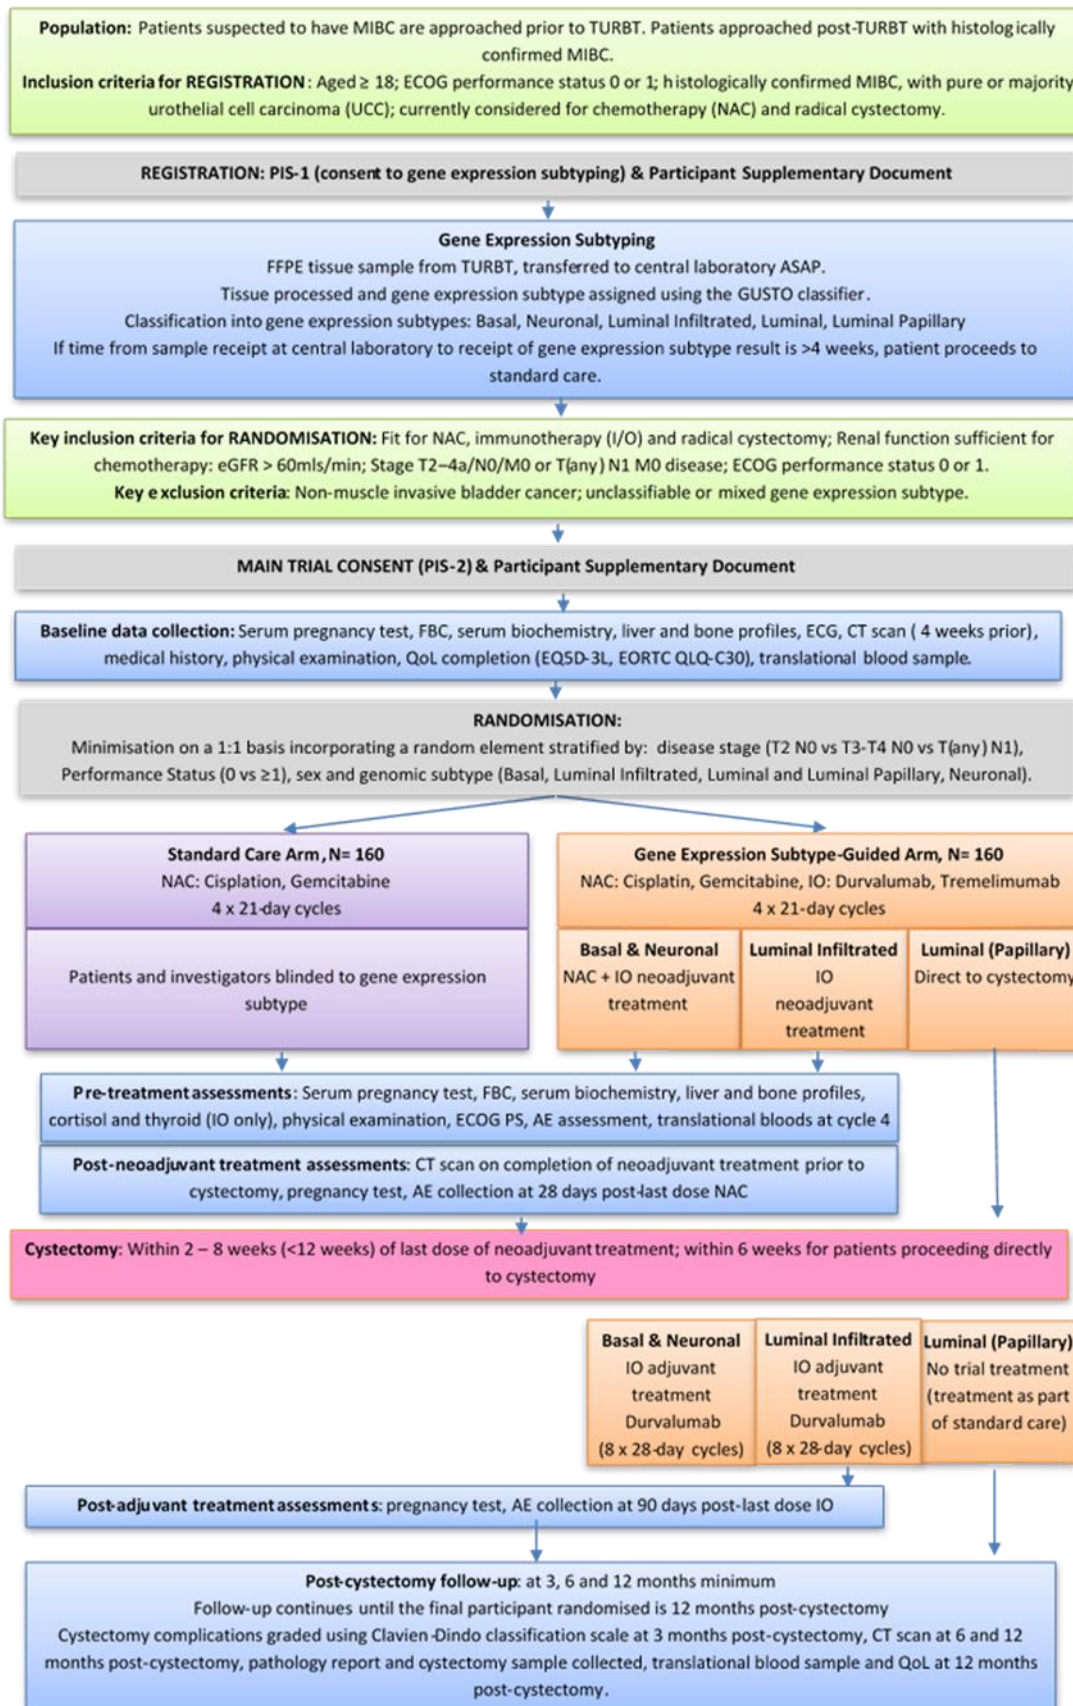 Population: Patients suspected to have MIBC are approached prior to TURBT. Patients approached post-TURBT with histologically
confirmed MIBC.
Inclusion criteria for REGISTRATION: Aged ≥ 18; ECOG performance status 0 or 1; histologically confirmed MIBC, with pure or majority
urothelial cell carcinoma (UCC); currently considered for chemotherapy (NAC) and radical cystectomy.
REGISTRATION: PIS-1 (consent to gene expression subtyping) & Participant Supplementary Document
Gene Expression Subtyping
FFPE tissue sample from TURBT, transferred to central laboratory ASAP.
Tissue processed and gene expression subtype assigned using the GUSTO classifier.
Classification into gene expression subtypes: Basal, Neuronal, Luminal Infiltrated, Luminal, Luminal Papillary
If time from sample receipt at central laboratory to receipt of gene expression subtype result is >4 weeks, patient proceeds to
standard care.
Key inclusion criteria for RANDOMISATION: Fit for NAC, immunotherapy (I/O) and radical cystectomy; Renal function sufficient for
chemotherapy: eGFR > 60mls/min; Stage T2–4a/N0/M0 or T(any) N1 M0 disease; ECOG performance status 0 or 1.
Key exclusion criteria: Non-muscle invasive bladder cancer; unclassifiable or mixed gene expression subtype.
MAIN TRIAL CONSENT (PIS-2) & Participant Supplementary Document
Baseline data collection: Serum pregnancy test, FBC, serum biochemistry, liver and bone profiles, ECG, CT scan ( 4 weeks prior),
medical history, physical examination, QoL completion (EQ5D-3L, EORTC QLQ-C30), translational blood sample.
RANDOMISATION:
Minimisation on a 1:1 basis incorporating a random element stratified by: disease stage (T2 N0 vs T3-T4 N0 vs T(any) N1),
Performance Status (0 vs ≥1), sex and genomic subtype (Basal, Luminal Infiltrated, Luminal and Luminal Papillary, Neuronal).
Standard Care Arm, N= 160
NAC: Cisplation, Gemcitabine
4 x 21-day cycles
Patients and investigators blinded to gene expression
subtype
Gene Expression Subtype-Guided Arm, N= 160
NAC: Cisplatin, Gemcitabine, IO: Durvalumab, Tremelimumab
4 x 21-day cycles
Basal & Neuronal
NAC + IO neoadjuvant
treatment
Luminal Infiltrated
IO
neoadjuvant
treatment
Luminal (Papillary)
Direct to cystectomy
Pre-treatment assessments: Serum pregnancy test, FBC, serum biochemistry, liver and bone profiles,
cortisol and thyroid (IO only), physical examination, ECOG PS, AE assessment, translational bloods at cycle 4
Post-neoadjuvant treatment assessments: CT scan on completion of neoadjuvant treatment prior to
cystectomy, pregnancy test, AE collection at 28 days post-last dose NAC
Cystectomy: Within 2 – 8 weeks (<12 weeks) of last dose of neoadjuvant treatment; within 6 weeks for patients proceeding directly
to cystectomy
Basal & Neuronal
IO adjuvant
treatment
Durvalumab
(8 x 28-day cycles)
Luminal Infiltrated
IO adjuvant
treatment
Durvalumab
(8 x 28-day cycles)
Luminal (Papillary)
No trial treatment
(treatment as part
of standard care)
Post-adjuvant treatment assessments: pregnancy test, AE collection at 90 days post-last dose IO
Post-cystectomy follow-up: at 3, 6 and 12 months minimum
Follow-up continues until the final participant randomised is 12 months post-cystectomy
Cystectomy complications graded using Clavien-Dindo classification scale at 3 months post-cystectomy, CT scan at 6 and 12
months post-cystectomy, pathology report and cystectomy sample collected, translational blood sample and QoL at 12 months
post-cystectomy.